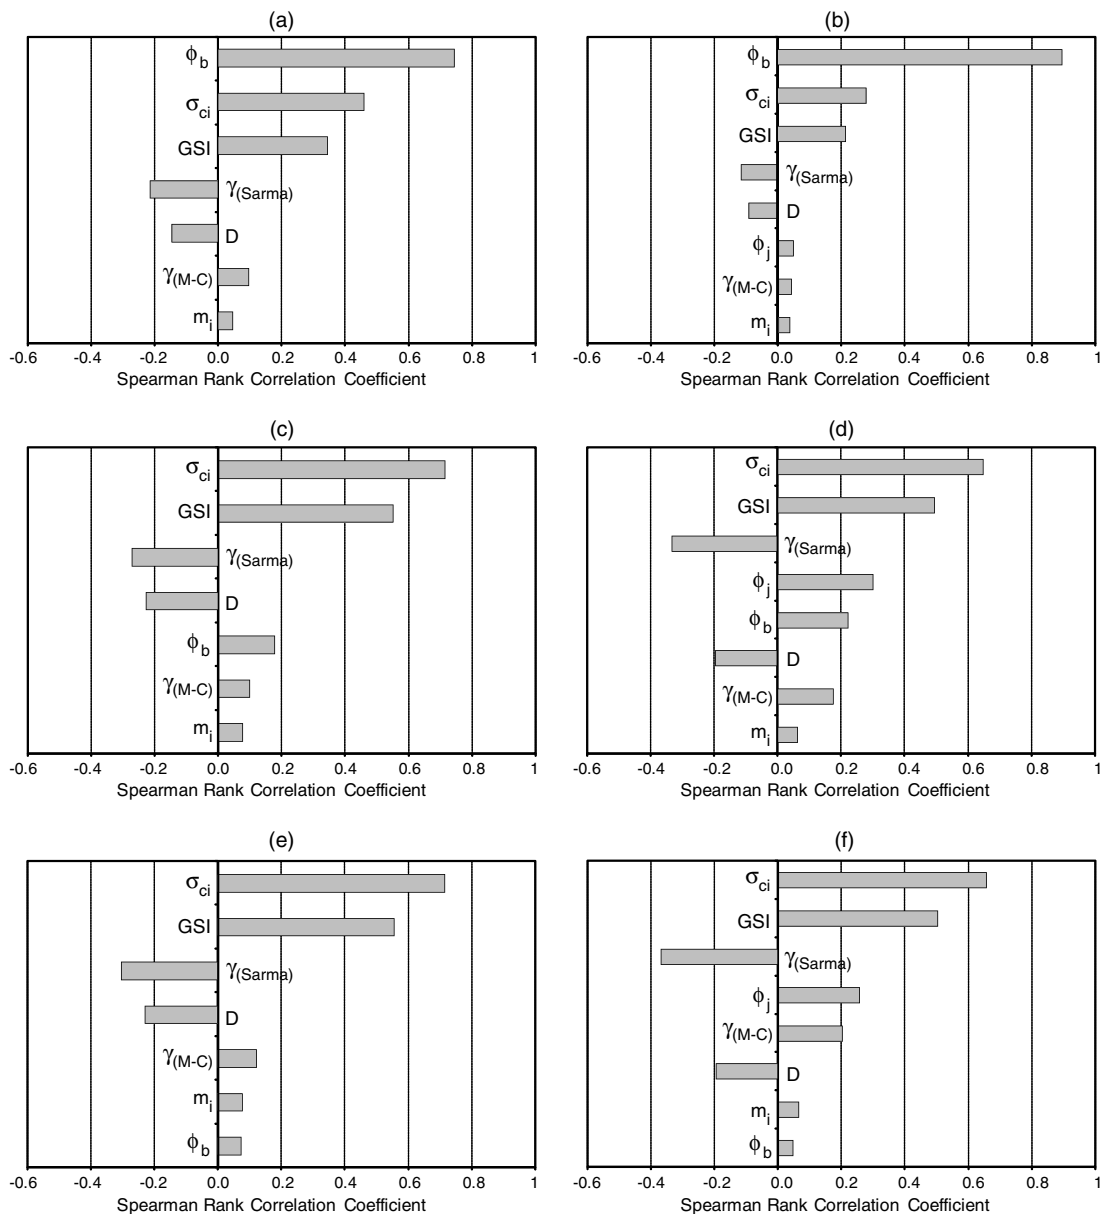 (a)
ϕb
σci
GSI
γ(Sarma)
D
γ(M-C)
mi
-0.6 -0.4 -0.2 0.0 0.2 0.4 0.6 0.8 1
Spearman Rank Correlation Coefficient
(b)
ϕb
σci
GSI
γ(Sarma)
D
ϕj
γ(M-C)
mi
-0.6 -0.4 -0.2 0.0 0.2 0.4 0.6 0.8 1
Spearman Rank Correlation Coefficient
(c)
σci
GSI
γ(Sarma)
D
ϕb
γ(M-C)
mi
-0.6 -0.4 -0.2 0.0 0.2 0.4 0.6 0.8 1
Spearman Rank Correlation Coefficient
(d)
σci
GSI
γ(Sarma)
ϕj
ϕb
D
γ(M-C)
mi
-0.6 -0.4 -0.2 0.0 0.2 0.4 0.6 0.8 1
Spearman Rank Correlation Coefficient
(e)
σci
GSI
γ(Sarma)
D
γ(M-C)
mi
ϕb
-0.6 -0.4 -0.2 0.0 0.2 0.4 0.6 0.8 1
Spearman Rank Correlation Coefficient
(f)
σci
GSI
γ(Sarma)
ϕj
γ(M-C)
D
mi
ϕb
-0.6 -0.4 -0.2 0.0 0.2 0.4 0.6 0.8 1
Spearman Rank Correlation Coefficient